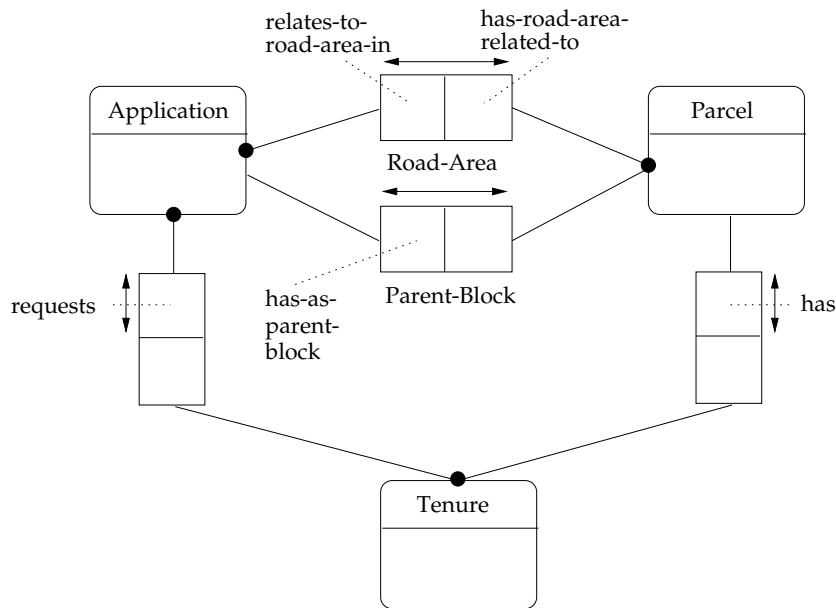 relates-to-
road-area-in
has-road-area-
related-to
Application
Parcel
Road-Area
requests
has-as-
parent-
block
Parent-Block
has
Tenure